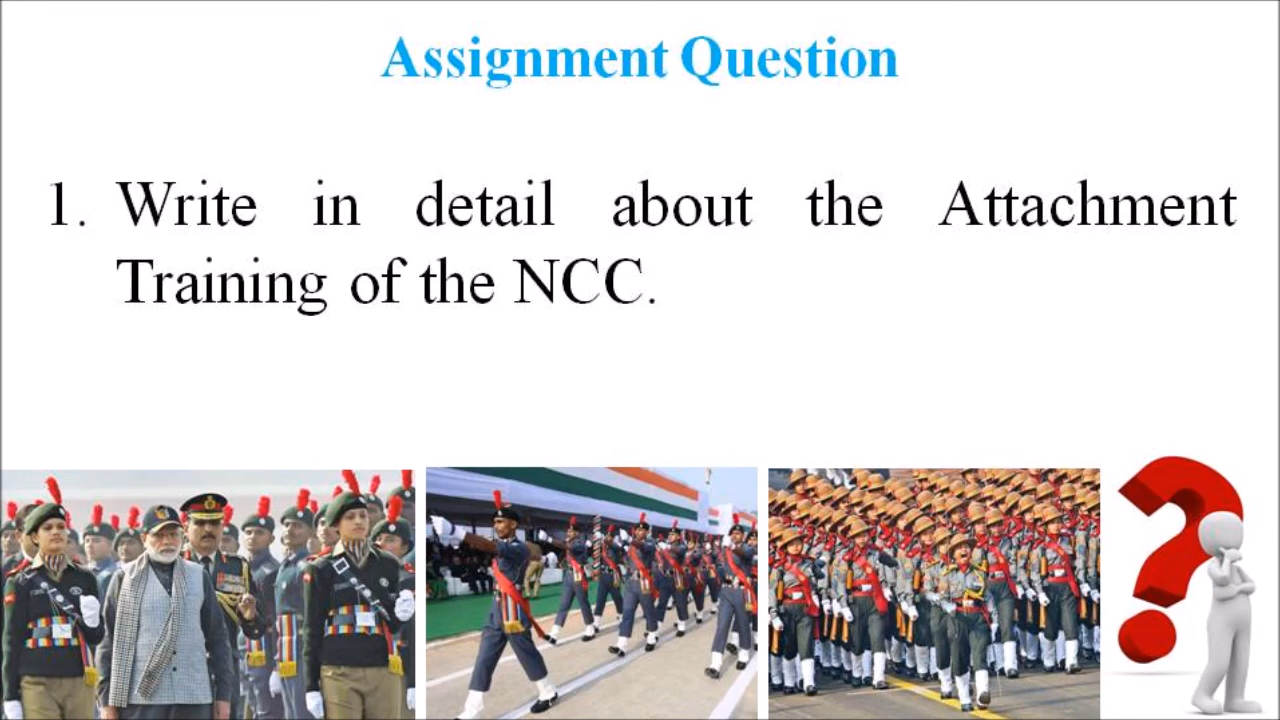 Assignment Question
1. Write in detail about the Attachment
Training of the NCC.